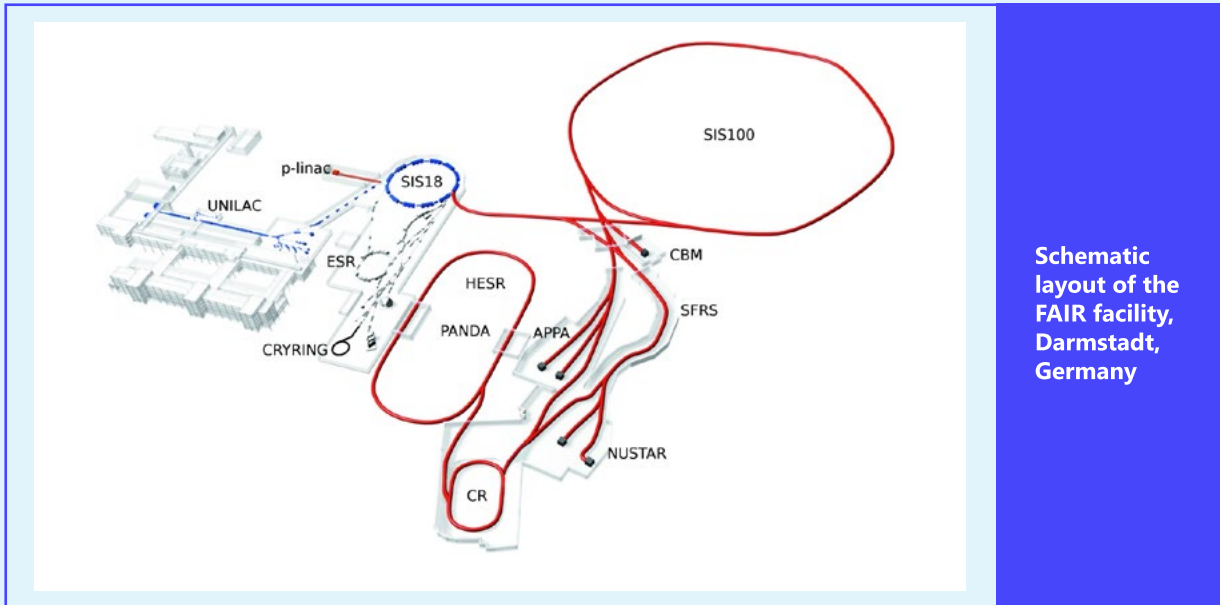 SIS100
p-linac
SIS18
UNILAC
CBM
ESR
HESR
SFRS
PANDA
APPA
CRYRING
NUSTAR
CR
Schematic
layout of the
FAIR facility,
Darmstadt,
Germany